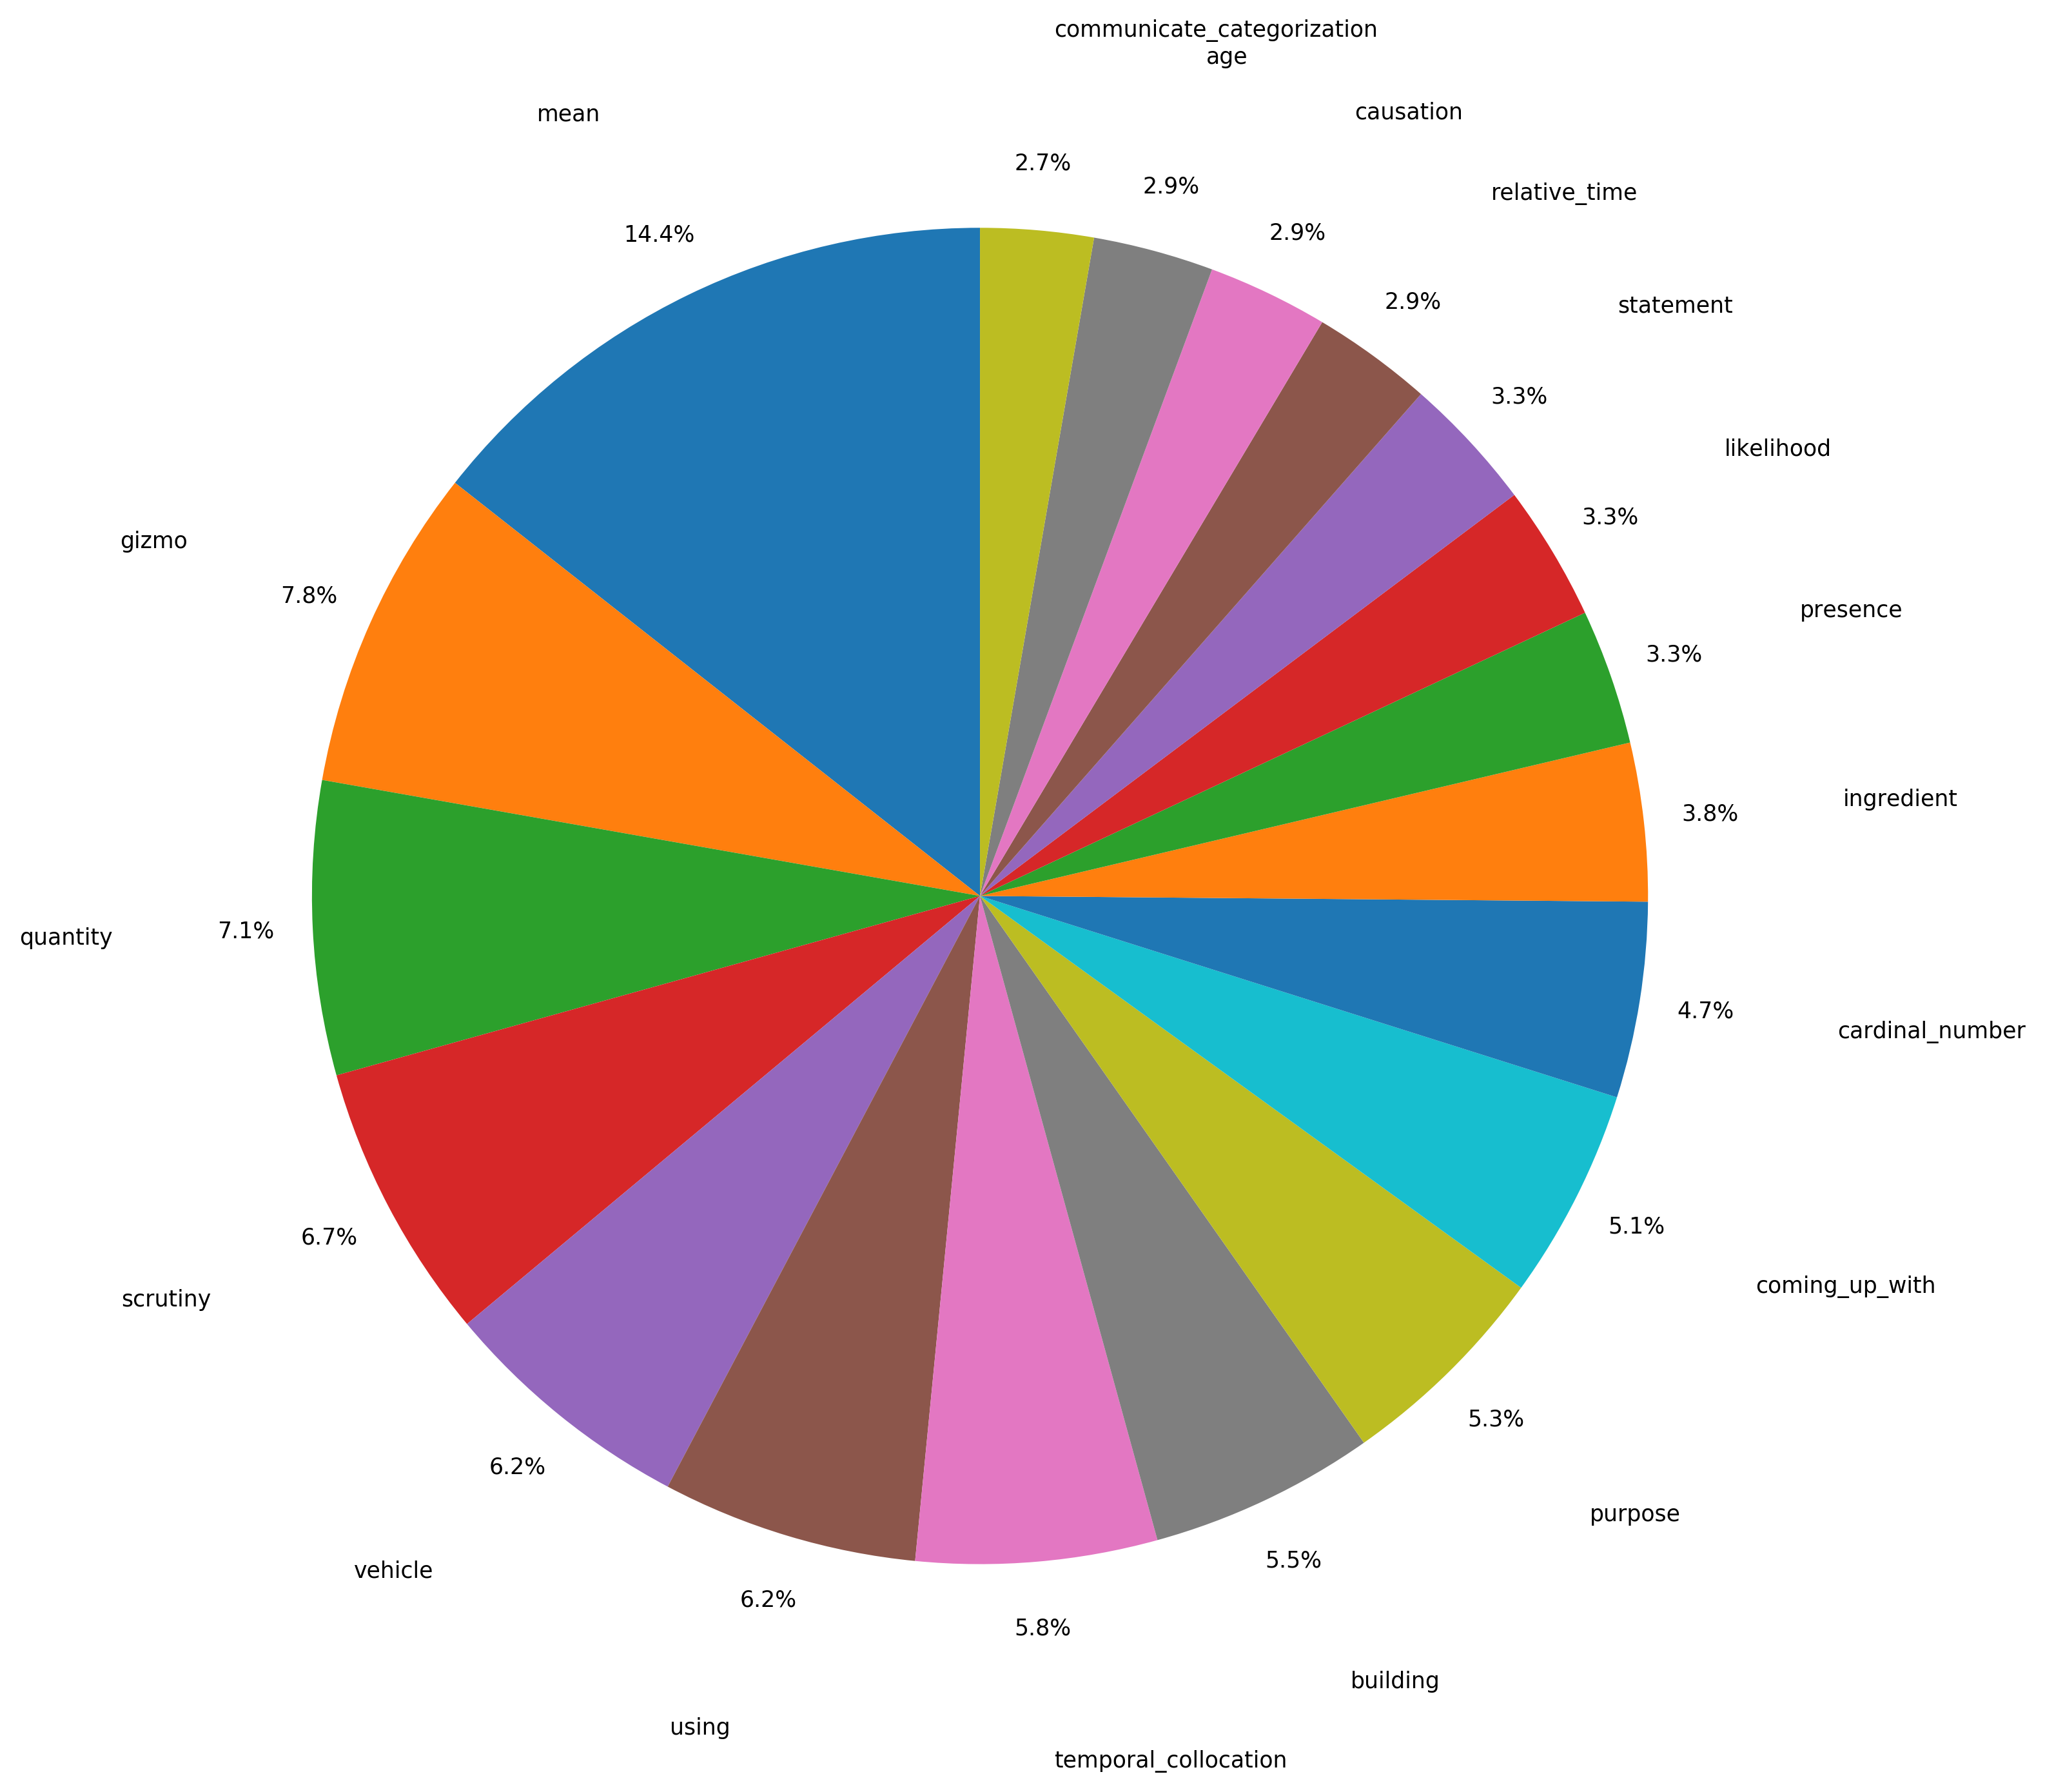 communicate_categorization
age
mean
causation
2.7%
2.9%
relative_time
14.4%
2.9%
2.9%
statement
3.3%
likelihood
3.3%
gizmo
7.8%
presence
3.3%
ingredient
3.8%
quantity
7.1%
4.7%
cardinal_number
6.7%
5.1%
scrutiny
coming_up_with
5.3%
6.2%
purpose
5.5%
vehicle
6.2%
5.8%
building
using
temporal_collocation